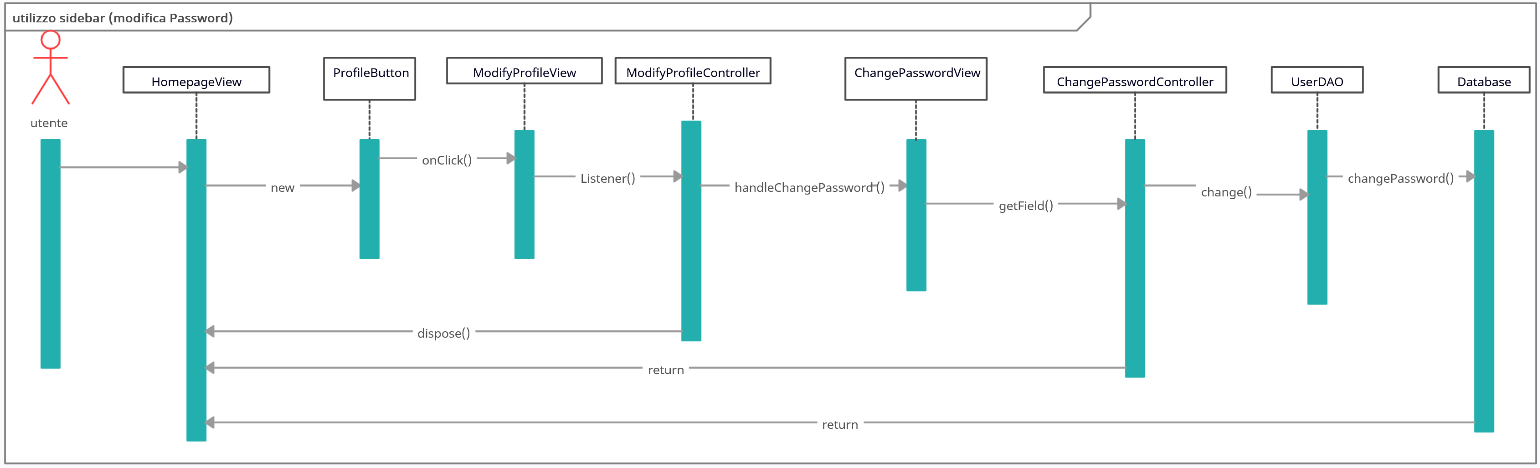 utilizzo sidebar (modifica Password)
utente
HomepageView
ProfileButton
ModifyProfileView
ModifyProfileController
ChangePasswordView
ChangePasswordController
UserDAO
Database
onClick()
new
Listener()
handleChangePassword()
getField()
change()
changePassword()
dispose()
return
return